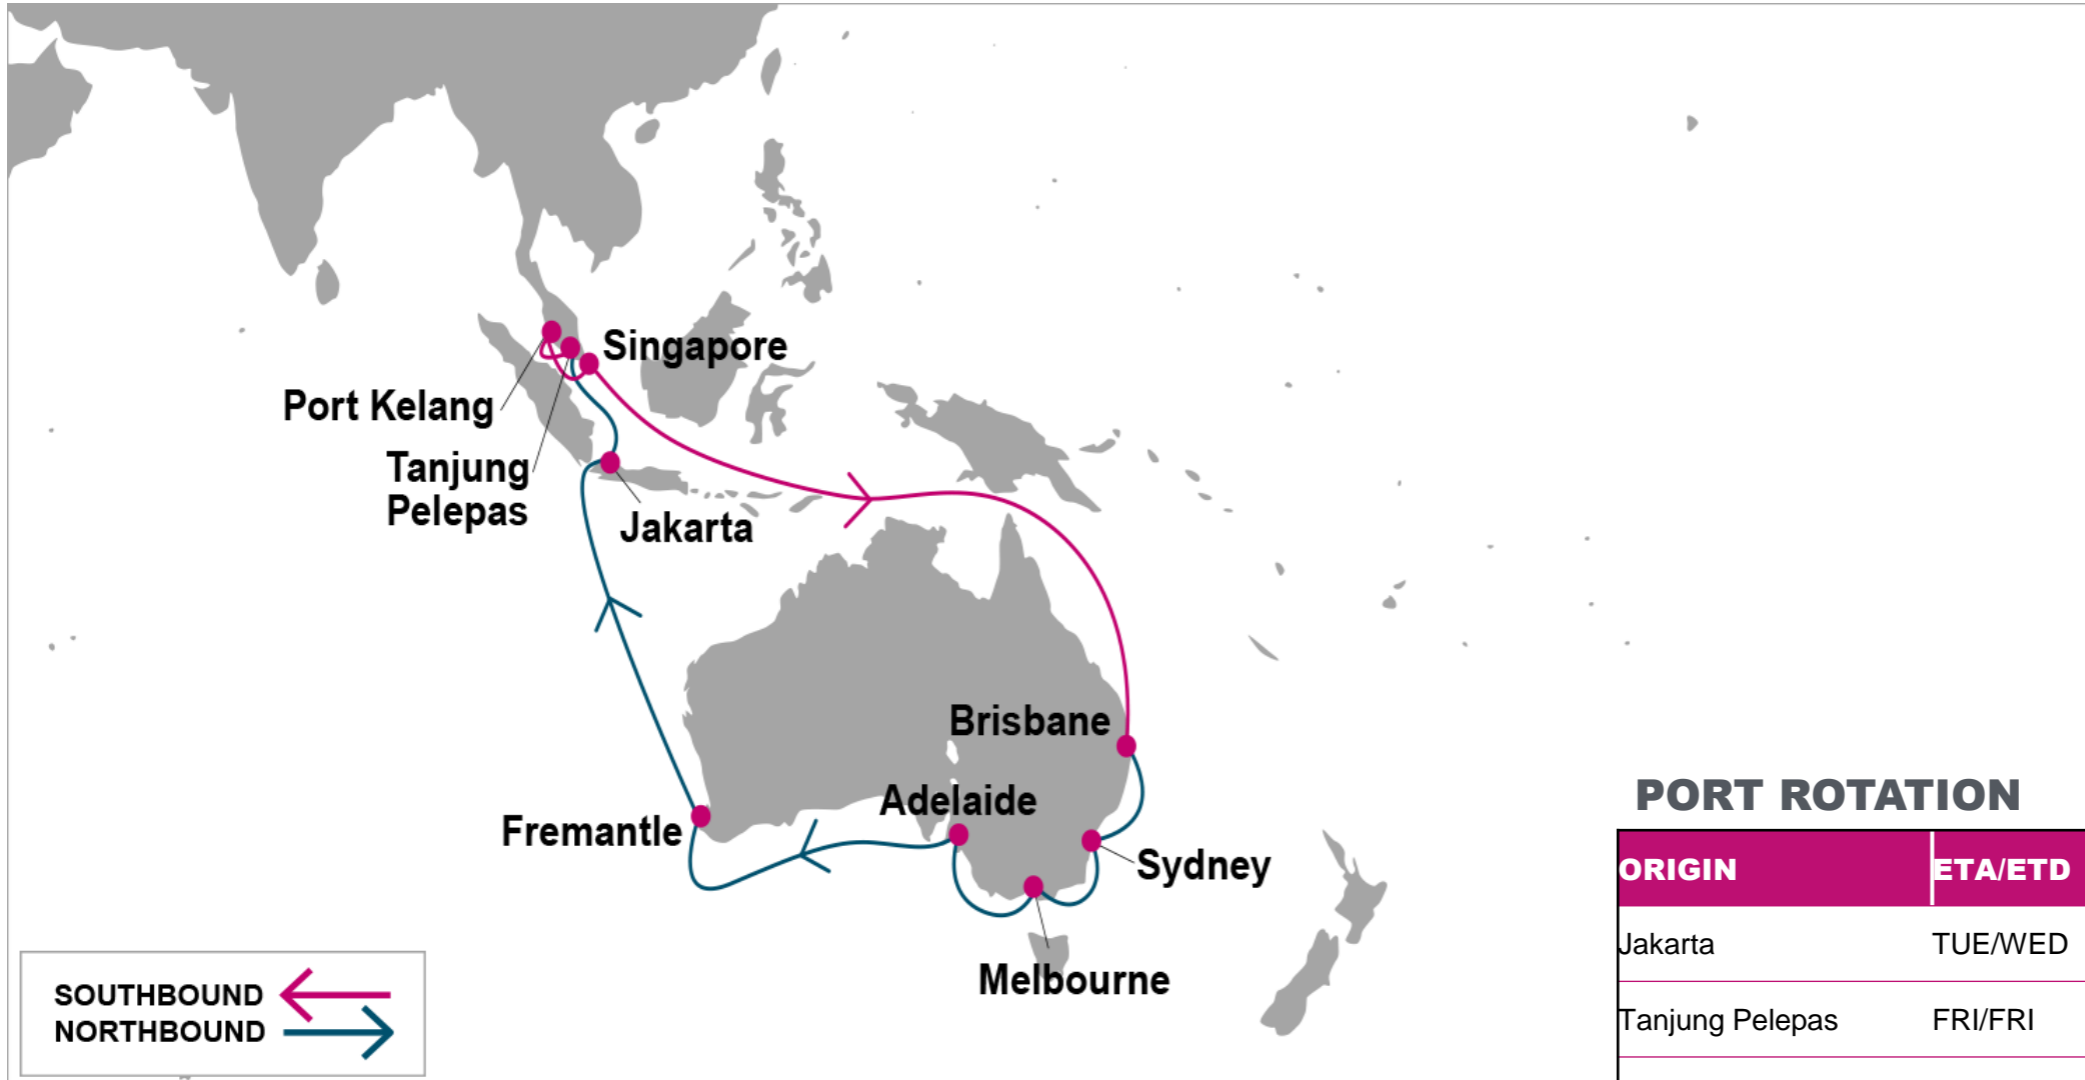 Singapore
Port Kelang
Tanjung
Pelepas
Jakarta
Brisbane
Adelaide
Fremantle
Sydney
Melbourne
SOUTHBOUND
NORTHBOUND
PORT ROTATION
ORIGIN ETA/ETD
Jakarta TUE/WED
Tanjung Pelepas FRI/FRI